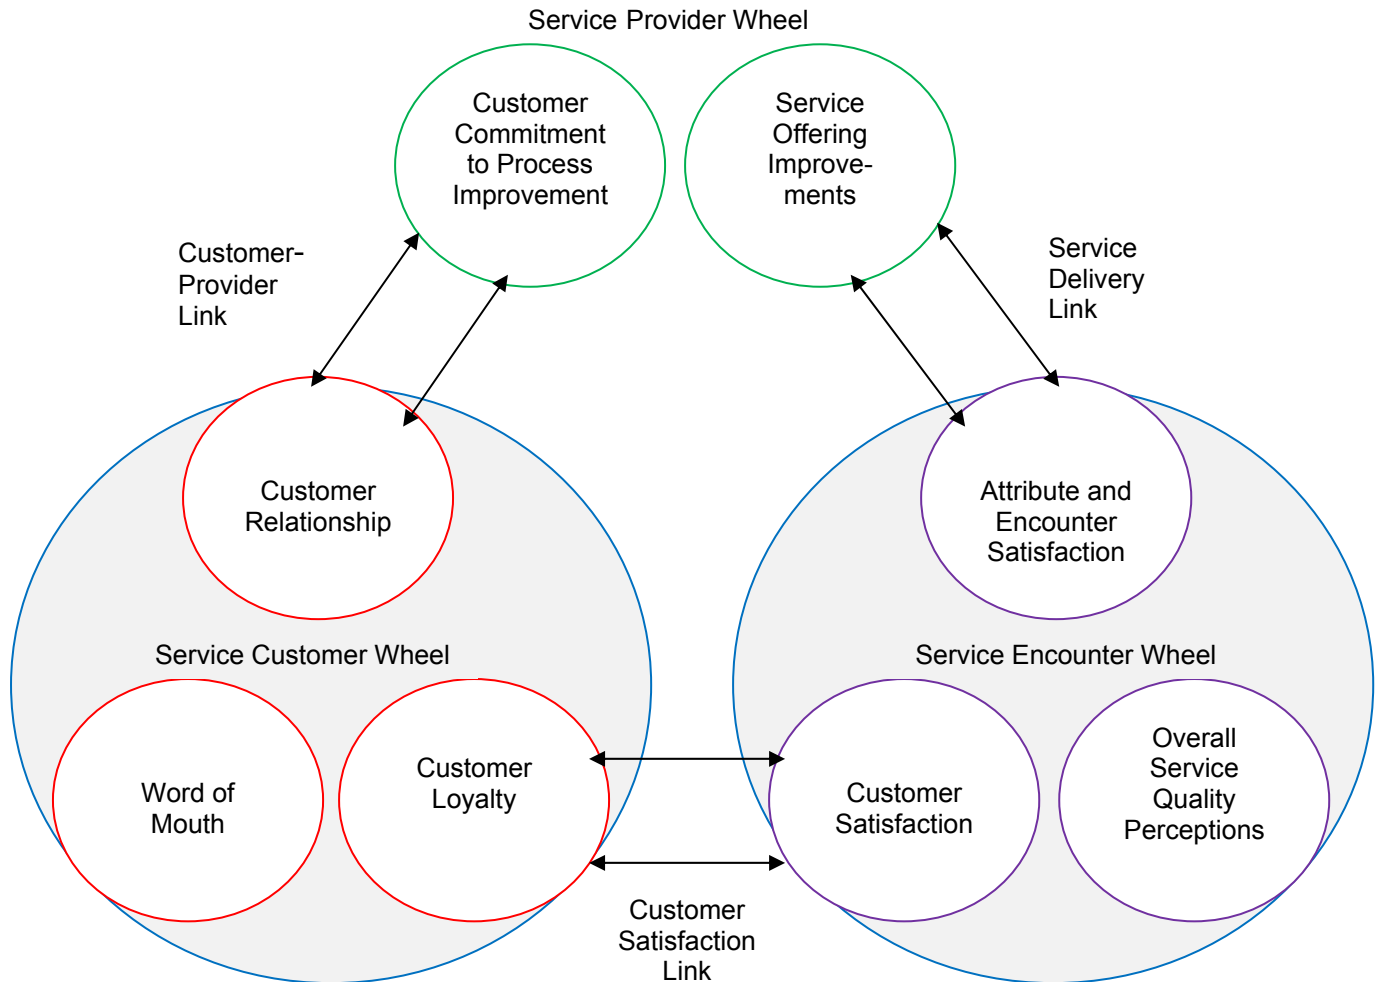 Service Provider Wheel
Customer
Commitment
to Process
Improvement
Service
Offering
Improve-
ments
Customer-
Provider
Link
Service
Delivery
Link
Customer
Relationship
Attribute and
Encounter
Satisfaction
Service Customer Wheel
Service Encounter Wheel
Word of
Mouth
Customer
Loyalty
Customer
Satisfaction
Overall
Service
Quality
Perceptions
Customer
Satisfaction
Link